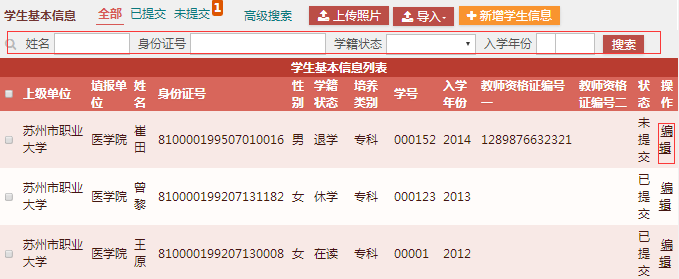 学生基本信息 全部 已提交 未提交 1 高级搜索 上传照片 导入- + 新增学生信息
姓名 身份证号 学籍状态 入学年份 搜索
学生基本信息列表
上级单位 填报单位 姓名 身份证号 性别 学籍状态 培养类别 学号 入学年份 教师资格证编号一 教师资格证编号二 状态 操作
苏州市职业大学 医学院 崔田 810000199507010016 男 退学 专科 000152 2014 1289876632321 未提交 编辑
苏州市职业大学 医学院 曾黎 810000199207131182 女 休学 专科 000123 2013 已提交 编辑
苏州市职业大学 医学院 王原 810000199207130008 女 在读 专科 00001 2012 已提交 编辑